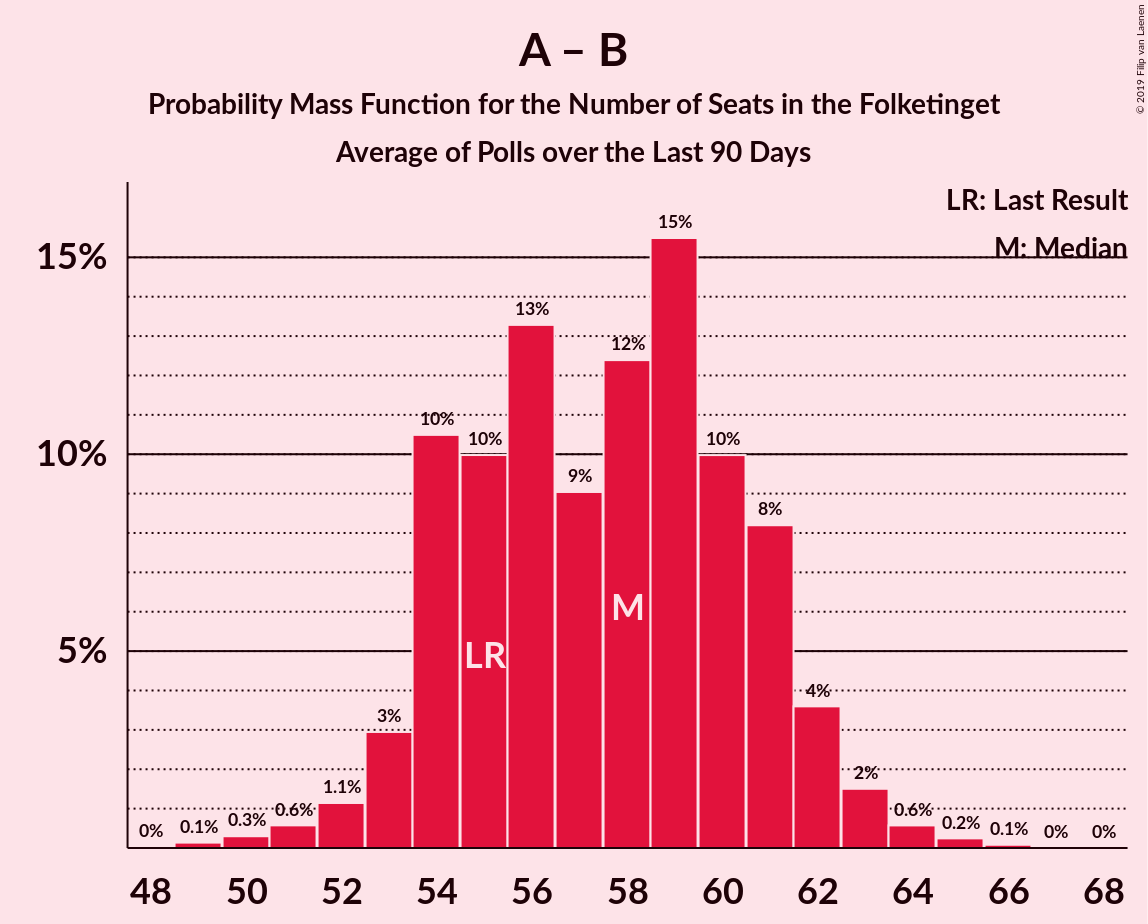 A – B
Probability Mass Function for the Number of Seats in the Folketinget
Average of Polls over the Last 90 Days
© 2019 Filip van Laenen
LR: Last Result
M: Median
15%
10%
5%
0%
0.1%
0.3%
0.6%
1.1%
3%
10%
10%
13%
9%
12%
15%
10%
8%
4%
2%
0.6%
0.2%
0.1%
0%
0%
LR
M
48 50 52 54 56 58 60 62 64 66 68